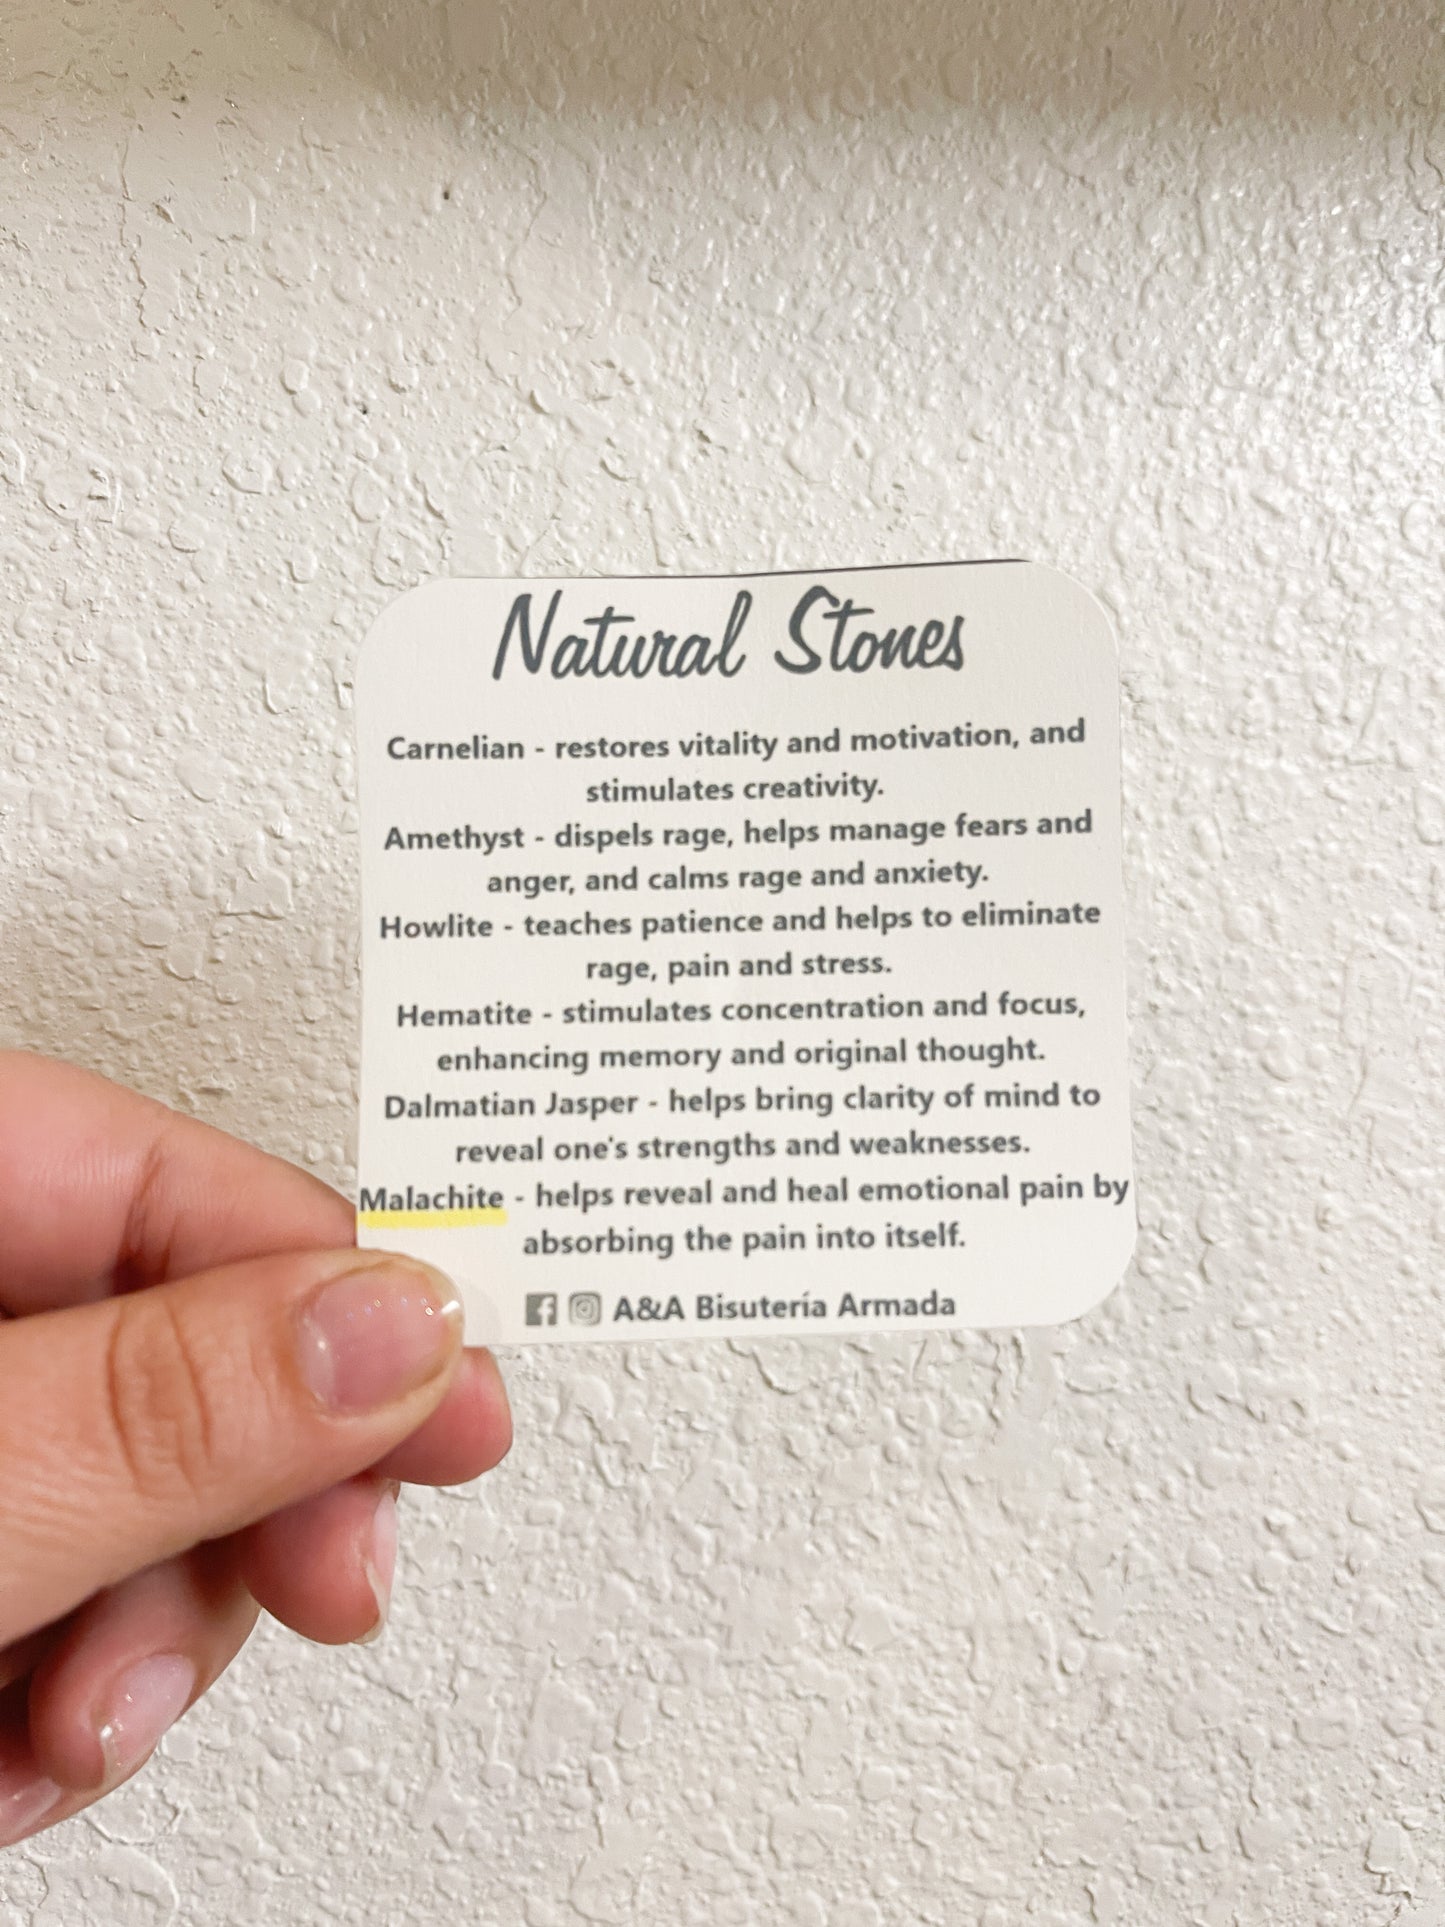 Natural Stones
Carnelian - restores vitality and motivation, and
stimulates creativity.
Amethyst - dispels rage, helps manage fears and
anger, and calms rage and anxiety.
Howlite - teaches patience and helps to eliminate
rage, pain and stress.
Hematite - stimulates concentration and focus,
enhancing memory and original thought.
Dalmatian Jasper - helps bring clarity of mind to
reveal one's strengths and weaknesses.
Malachite - helps reveal and heal emotional pain by
absorbing the pain into itself.
A&A Bisutería Armada